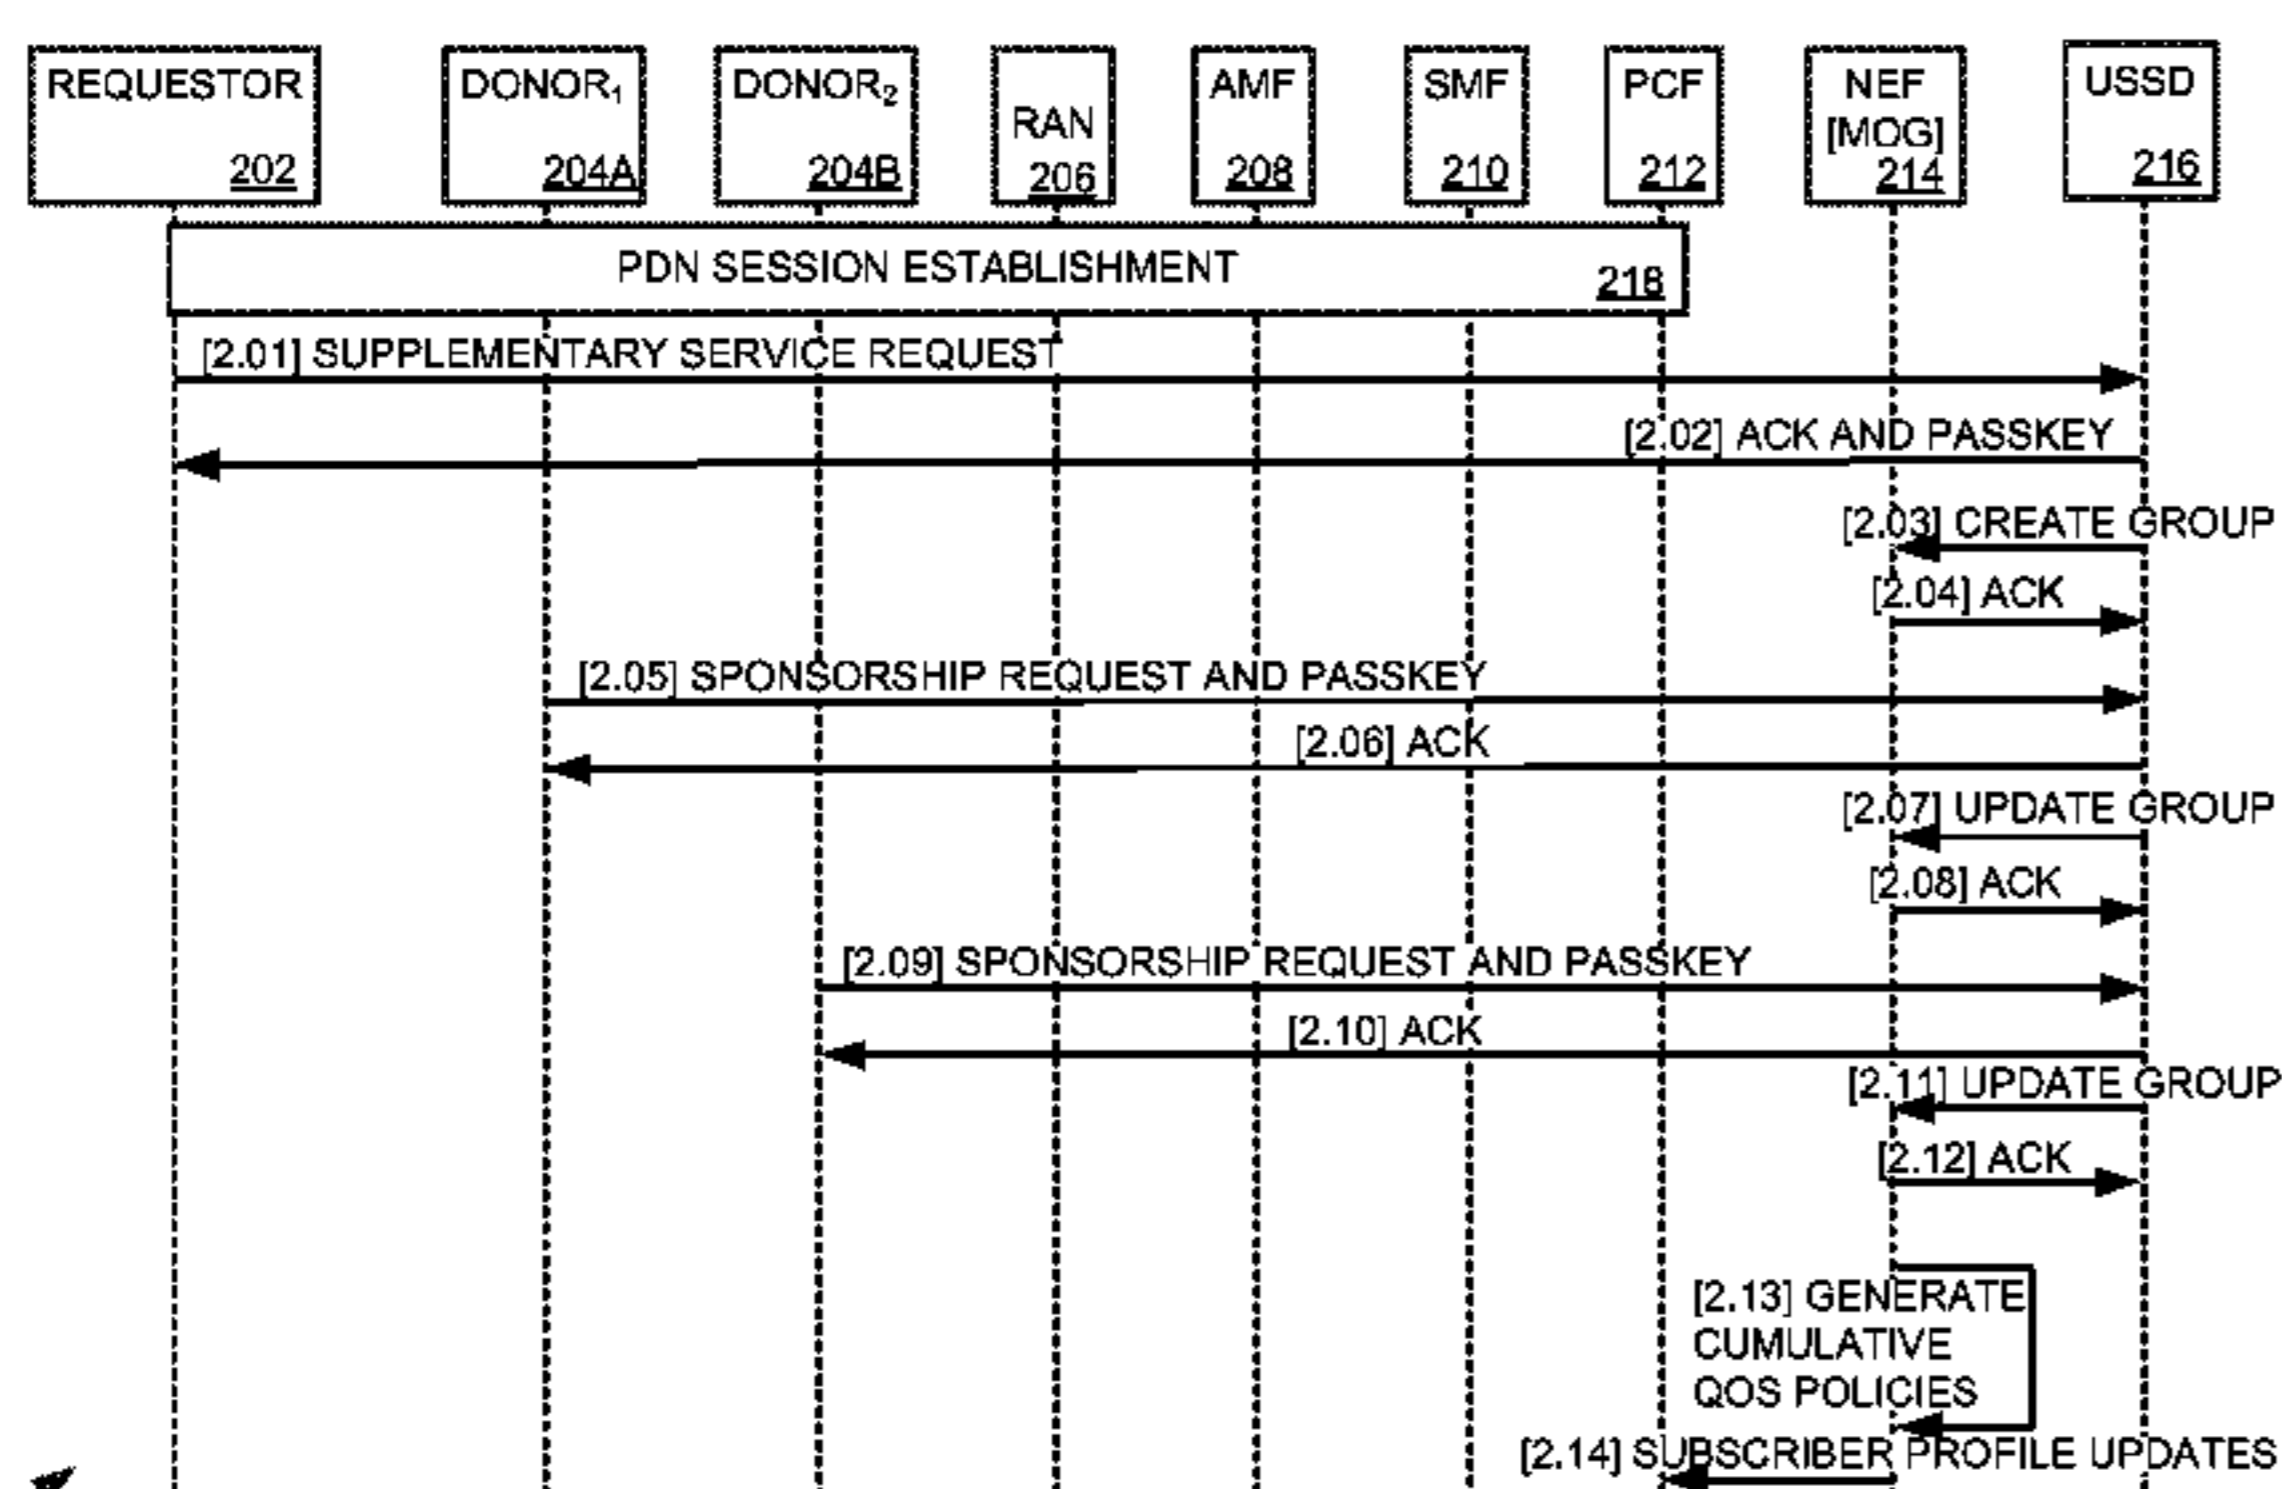 REQUESTOR
202
DONOR₁
204A
DONOR₂
204B
RAN
206
AMF
208
SMF
210
PCF
212
NEF
[MOG]
214
USSD
216
PDN SESSION ESTABLISHMENT
218
[2.01] SUPPLEMENTARY SERVICE REQUEST
[2.02] ACK AND PASSKEY
[2.03] CREATE GROUP
[2.04] ACK
[2.05] SPONSORSHIP REQUEST AND PASSKEY
[2.06] ACK
[2.07] UPDATE GROUP
[2.08] ACK
[2.09] SPONSORSHIP REQUEST AND PASSKEY
[2.10] ACK
[2.11] UPDATE GROUP
[2.12] ACK
[2.13] GENERATE
CUMULATIVE
QOS POLICIES
[2.14] SUBSCRIBER PROFILE UPDATES